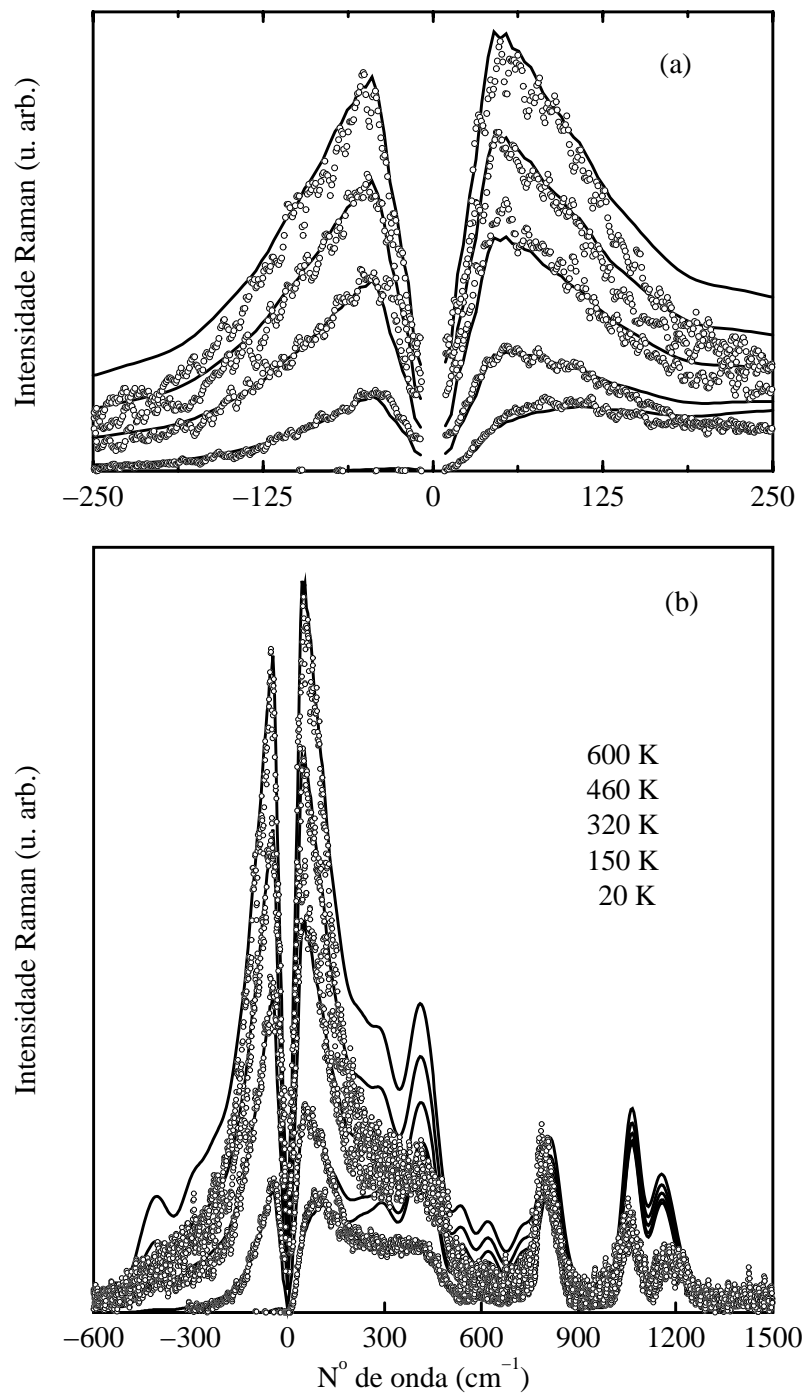 Intensidade Raman (u. arb.)
(a)
−250 −125 0 125 250
Intensidade Raman (u. arb.)
(b)
600 K
460 K
320 K
150 K
20 K
−600 −300 0 300 600 900 1200 1500
Nº de onda (cm⁻¹)